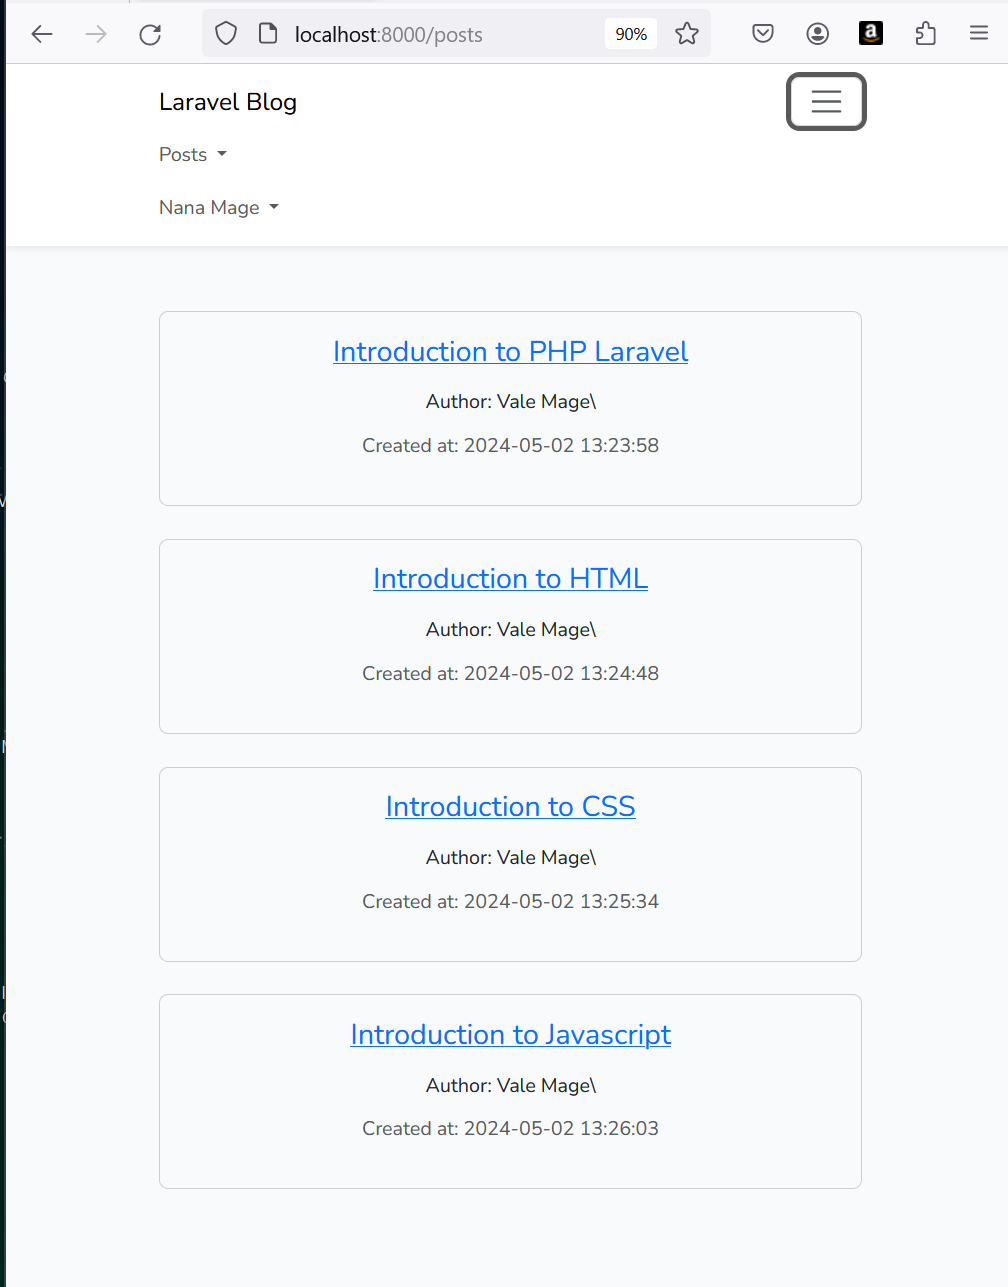 localhost:8000/posts
90%
Laravel Blog
Posts
Nana Mage
Introduction to PHP Laravel
Author: Vale Mage\
Created at: 2024-05-02 13:23:58
Introduction to HTML
Author: Vale Mage\
Created at: 2024-05-02 13:24:48
Introduction to CSS
Author: Vale Mage\
Created at: 2024-05-02 13:25:34
Introduction to Javascript
Author: Vale Mage\
Created at: 2024-05-02 13:26:03